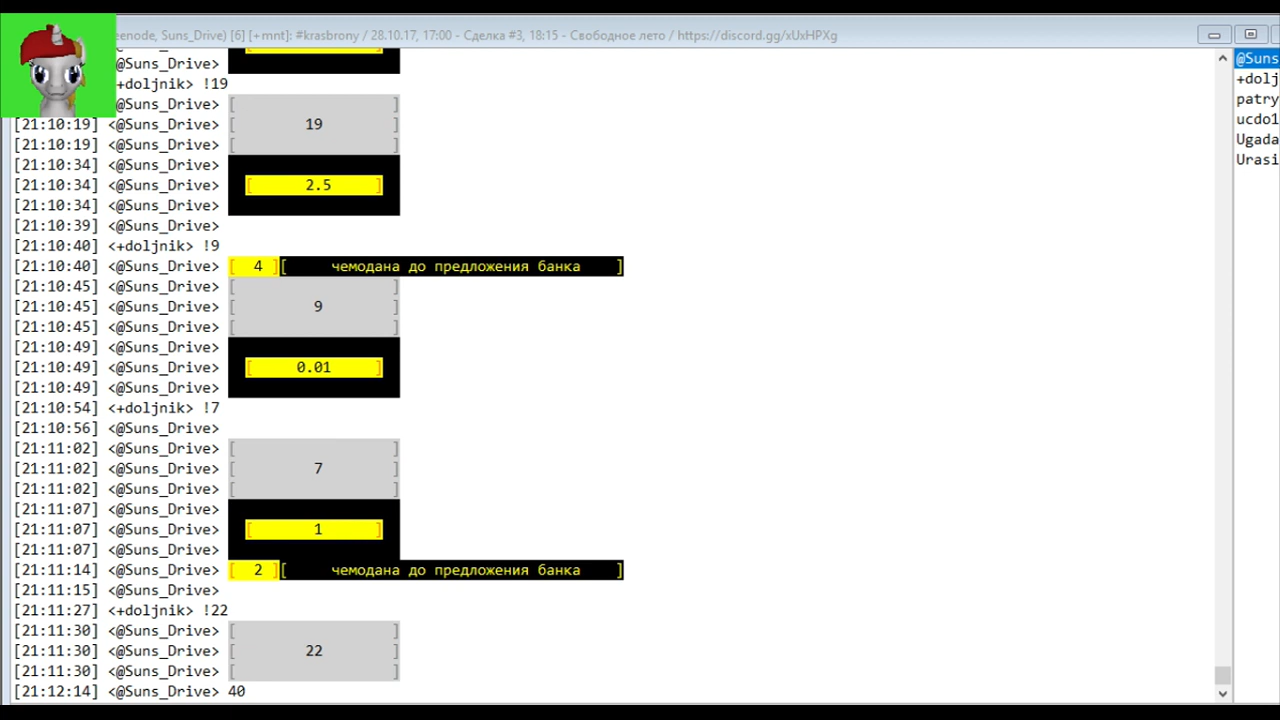 eenode, Suns_Drive) [6] [+mnt]: #krasbrony / 28.10.17, 17:00 - Сделка #3, 18:15 - Свободное лето / https://discord.gg/xUxHPXg
@Suns_Drive>
+doljnik> !19
@Suns_Drive> [ ]
[21:10:19] <@Suns_Drive> [ 19 ]
[21:10:19] <@Suns_Drive> [ ]
[21:10:34] <@Suns_Drive>
[21:10:34] <@Suns_Drive> [ 2.5 ]
[21:10:34] <@Suns_Drive>
[21:10:39] <@Suns_Drive>
[21:10:40] <+doljnik> !9
[21:10:40] <@Suns_Drive> [ 4 ][ чемодана до предложения банка ]
[21:10:45] <@Suns_Drive> [ ]
[21:10:45] <@Suns_Drive> [ 9 ]
[21:10:45] <@Suns_Drive> [ ]
[21:10:49] <@Suns_Drive>
[21:10:49] <@Suns_Drive> [ 0.01 ]
[21:10:49] <@Suns_Drive>
[21:10:54] <+doljnik> !7
[21:10:56] <@Suns_Drive>
[21:11:02] <@Suns_Drive> [ ]
[21:11:02] <@Suns_Drive> [ 7 ]
[21:11:02] <@Suns_Drive> [ ]
[21:11:07] <@Suns_Drive>
[21:11:07] <@Suns_Drive> [ 1 ]
[21:11:07] <@Suns_Drive>
[21:11:14] <@Suns_Drive> [ 2 ][ чемодана до предложения банка ]
[21:11:15] <@Suns_Drive>
[21:11:27] <+doljnik> !22
[21:11:30] <@Suns_Drive> [ ]
[21:11:30] <@Suns_Drive> [ 22 ]
[21:11:30] <@Suns_Drive> [ ]
[21:12:14] <@Suns_Drive> 40
@Suns
+dolj
patry
ucdol
Ugada
Urasi